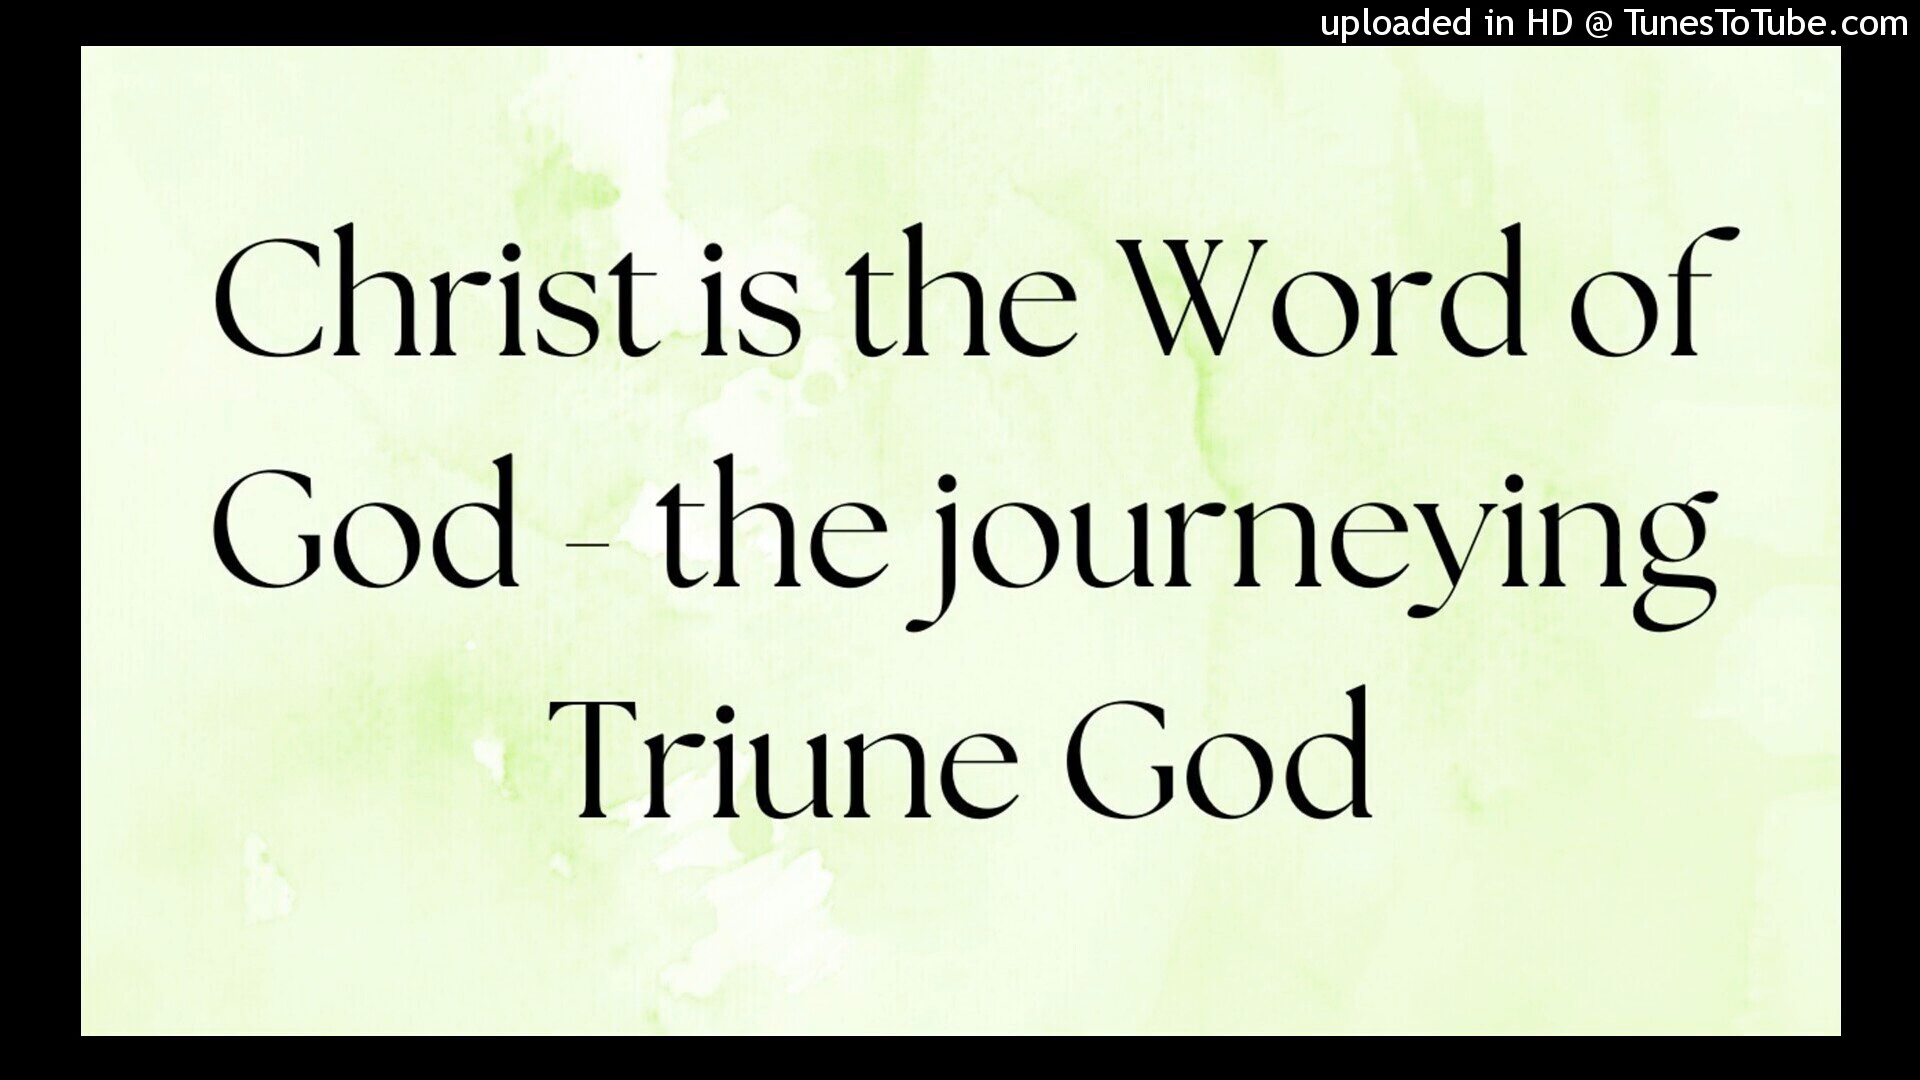 uploaded in HD @ TunesToTube.com
Christ is the Word of
God - the journeying
Triune God